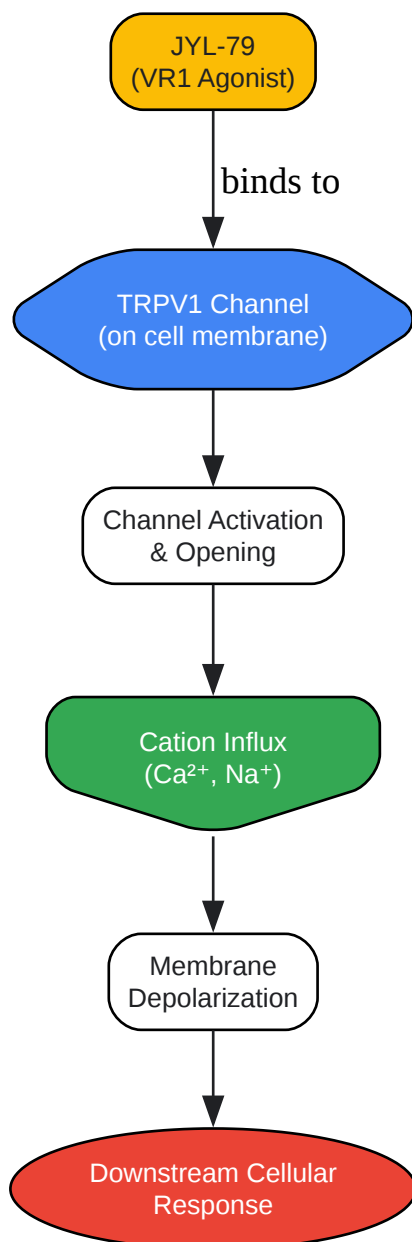 JYL-79
(VR1 Agonist)
binds to
TRPV1 Channel
(on cell membrane)
Channel Activation
& Opening
Cation Influx
(Ca²⁺, Na⁺)
Membrane
Depolarization
Downstream Cellular
Response